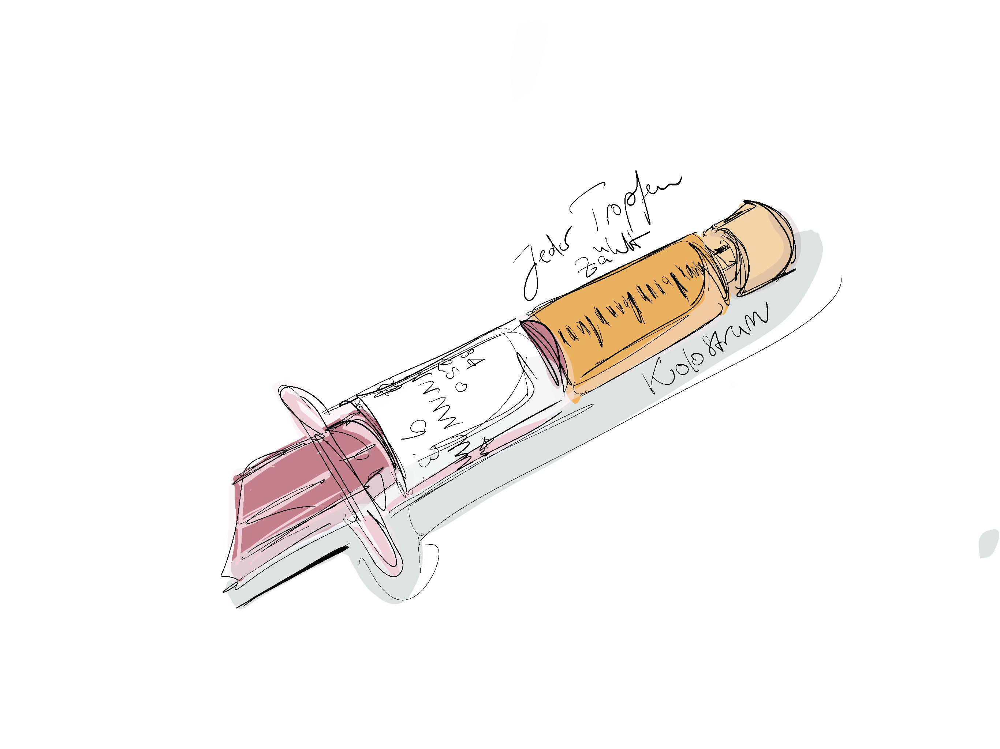 Jeder Tropfen
zählt
Kolostrum